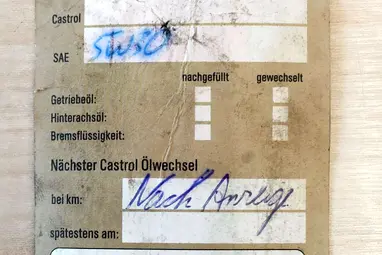 Castrol
SAE 5W30
nachgefüllt gewechselt
Getriebeöl:
Hinterachsöl:
Bremsflüssigkeit:
Nächster Castrol Ölwechsel
bei km: Nach Anzeige
spätestens am: